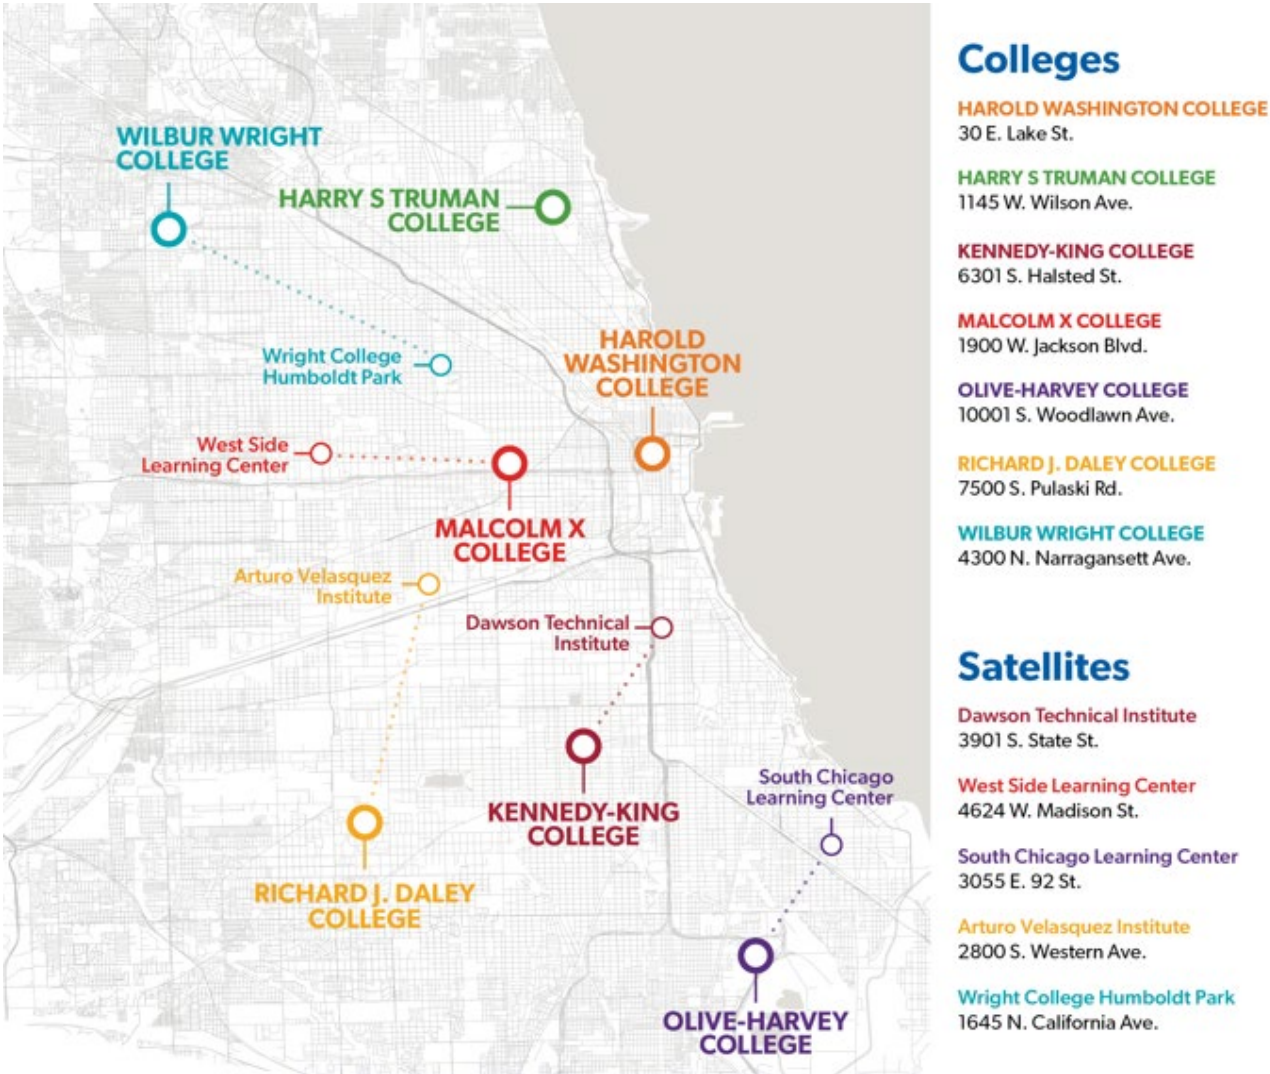 WILBUR WRIGHT
COLLEGE
HARRY S TRUMAN
COLLEGE
Wright College
Humboldt Park
HAROLD
WASHINGTON
COLLEGE
West Side
Learning Center
MALCOLM X
COLLEGE
Arturo Velasquez
Institute
Dawson Technical
Institute
South Chicago
Learning Center
KENNEDY-KING
COLLEGE
RICHARD J. DALEY
COLLEGE
OLIVE-HARVEY
COLLEGE
Colleges
HAROLD WASHINGTON COLLEGE
30 E. Lake St.
HARRY S TRUMAN COLLEGE
1145 W. Wilson Ave.
KENNEDY-KING COLLEGE
6301 S. Halsted St.
MALCOLM X COLLEGE
1900 W. Jackson Blvd.
OLIVE-HARVEY COLLEGE
10001 S. Woodlawn Ave.
RICHARD J. DALEY COLLEGE
7500 S. Pulaski Rd.
WILBUR WRIGHT COLLEGE
4300 N. Narragansett Ave.
Satellites
Dawson Technical Institute
3901 S. State St.
West Side Learning Center
4624 W. Madison St.
South Chicago Learning Center
3055 E. 92 St.
Arturo Velasquez Institute
2800 S. Western Ave.
Wright College Humboldt Park
1645 N. California Ave.